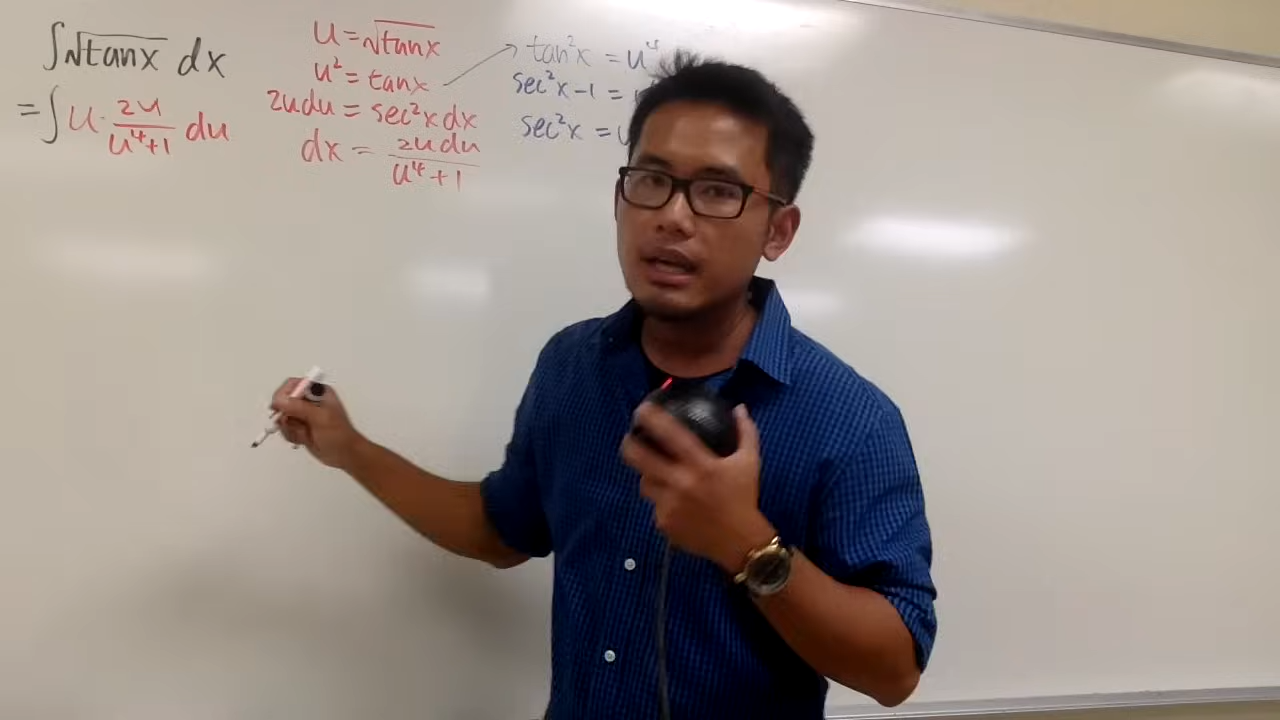 ∫√tanx dx
= ∫ u · 2u/(u⁴+1) du
u = √tanx
u² = tanx
2udu = sec²x dx
dx = 2udu/(u⁴+1)
tan²x = u⁴
sec²x - 1 =
sec²x =